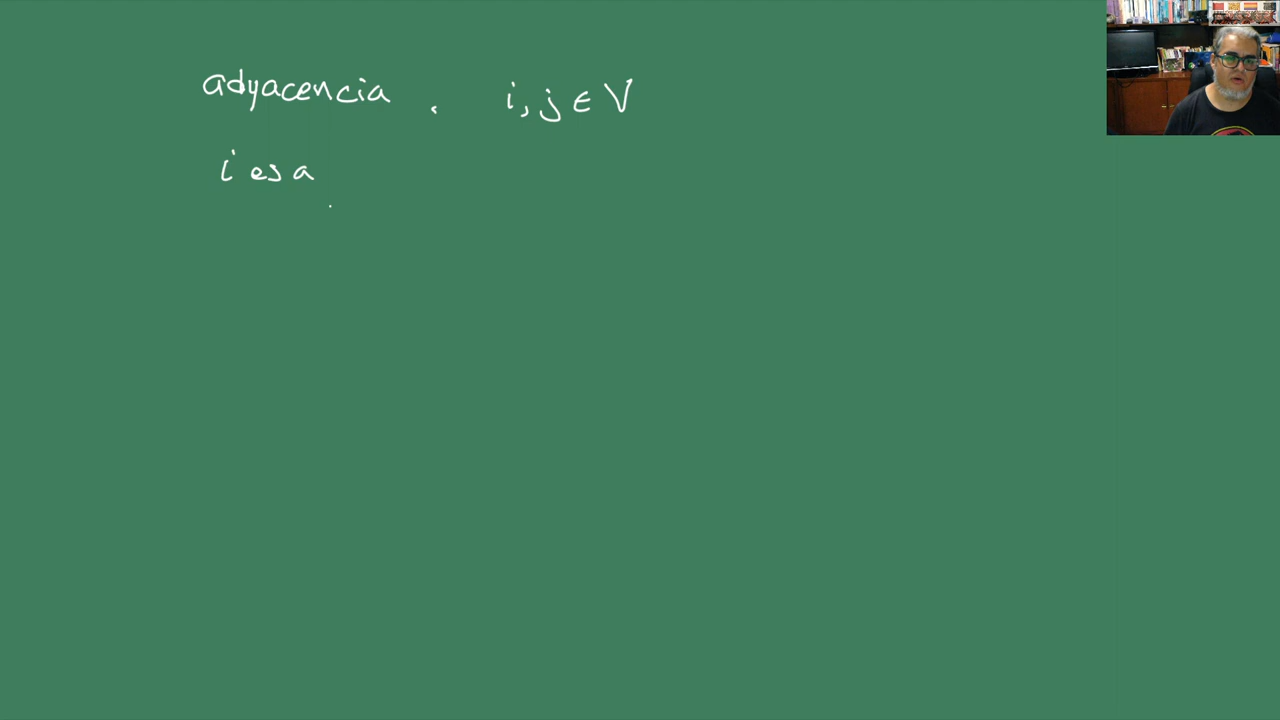 adyacencia. i, j ∈ V
i es a